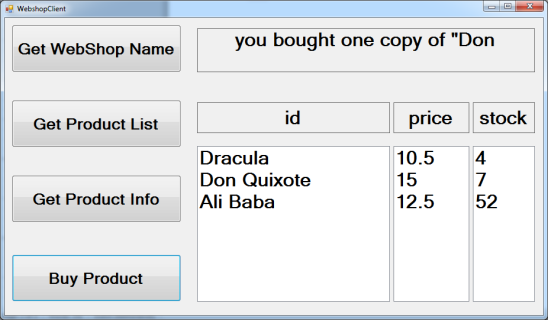 WebshopClient
Get WebShop Name
you bought one copy of "Don
Get Product List
id price stock
Dracula 10.5 4
Don Quixote 15 7
Ali Baba 12.5 52
Get Product Info
Buy Product